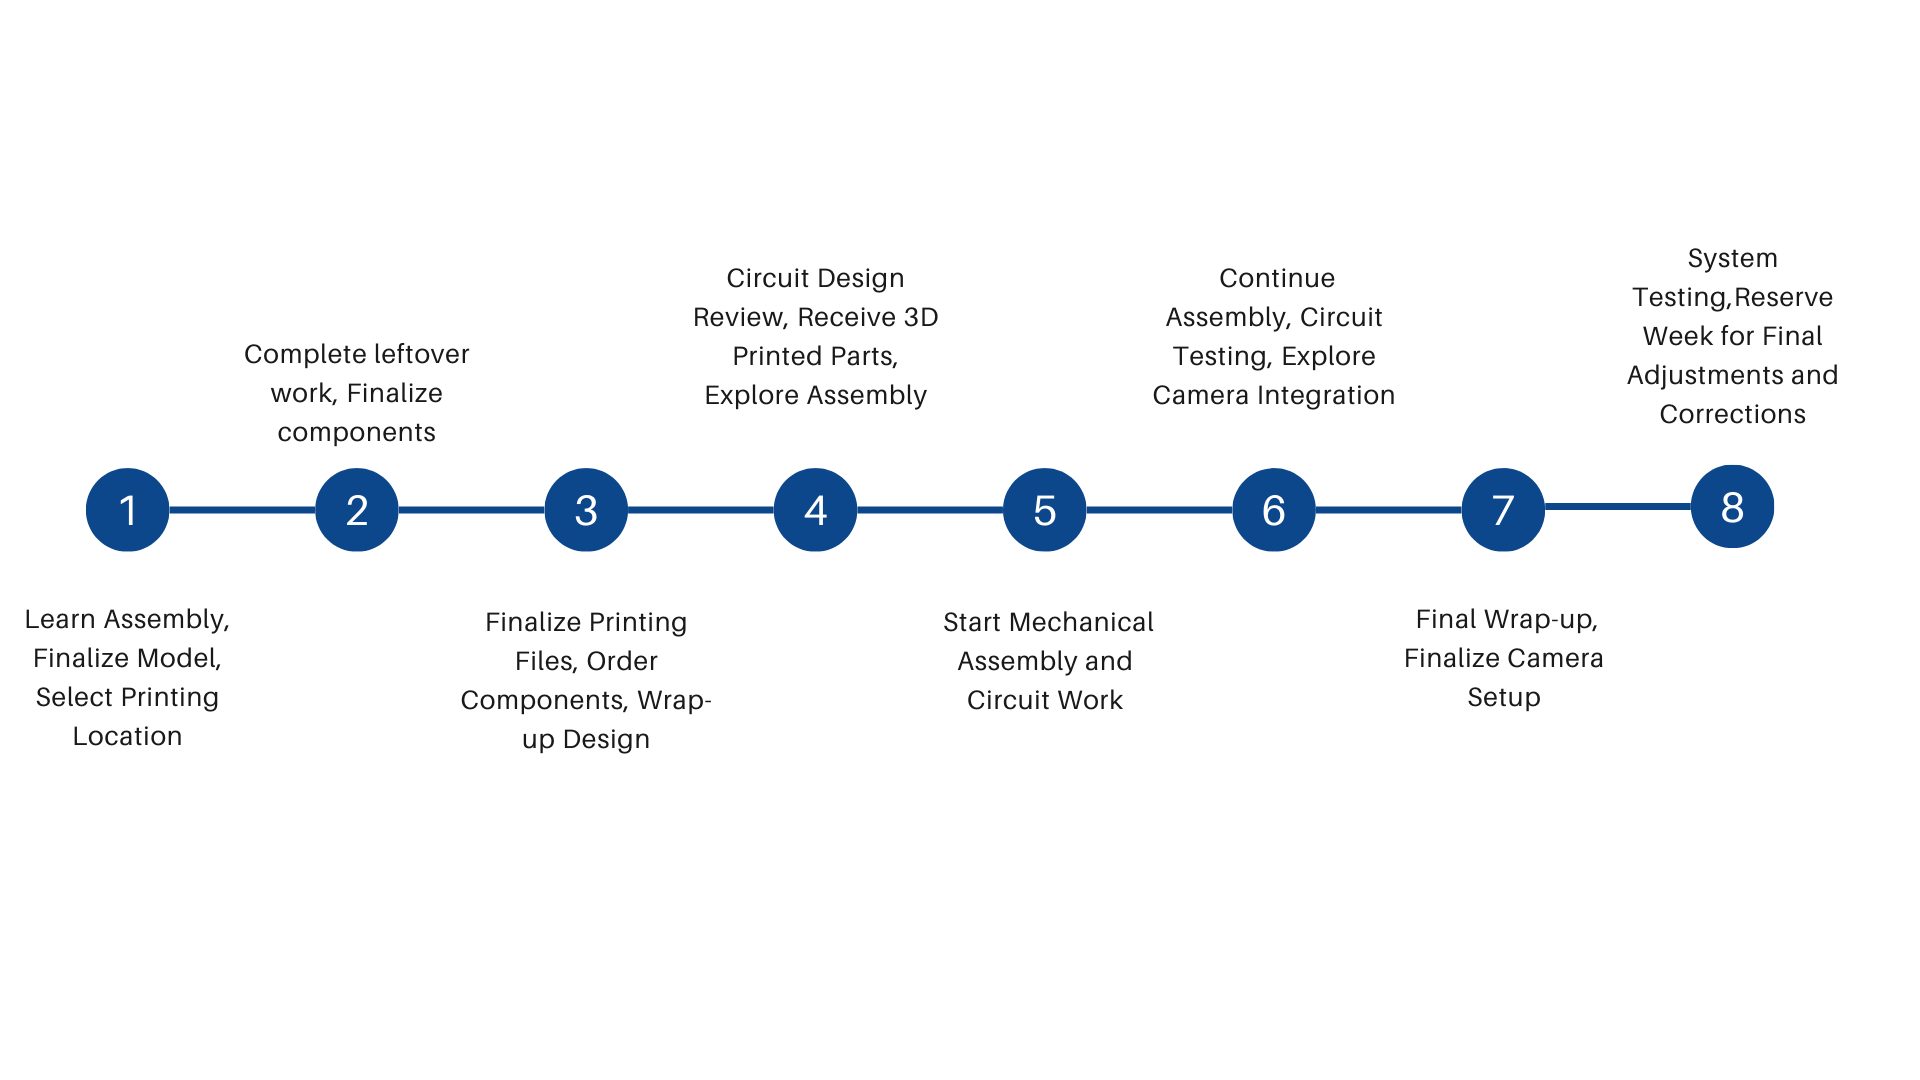 1
Learn Assembly,
Finalize Model,
Select Printing
Location
Complete leftover
work, Finalize
components
2
3
Finalize Printing
Files, Order
Components, Wrap-
up Design
Circuit Design
Review, Receive 3D
Printed Parts,
Explore Assembly
4
5
Start Mechanical
Assembly and
Circuit Work
Continue
Assembly, Circuit
Testing, Explore
Camera Integration
6
7
Final Wrap-up,
Finalize Camera
Setup
System
Testing,Reserve
Week for Final
Adjustments and
Corrections
8